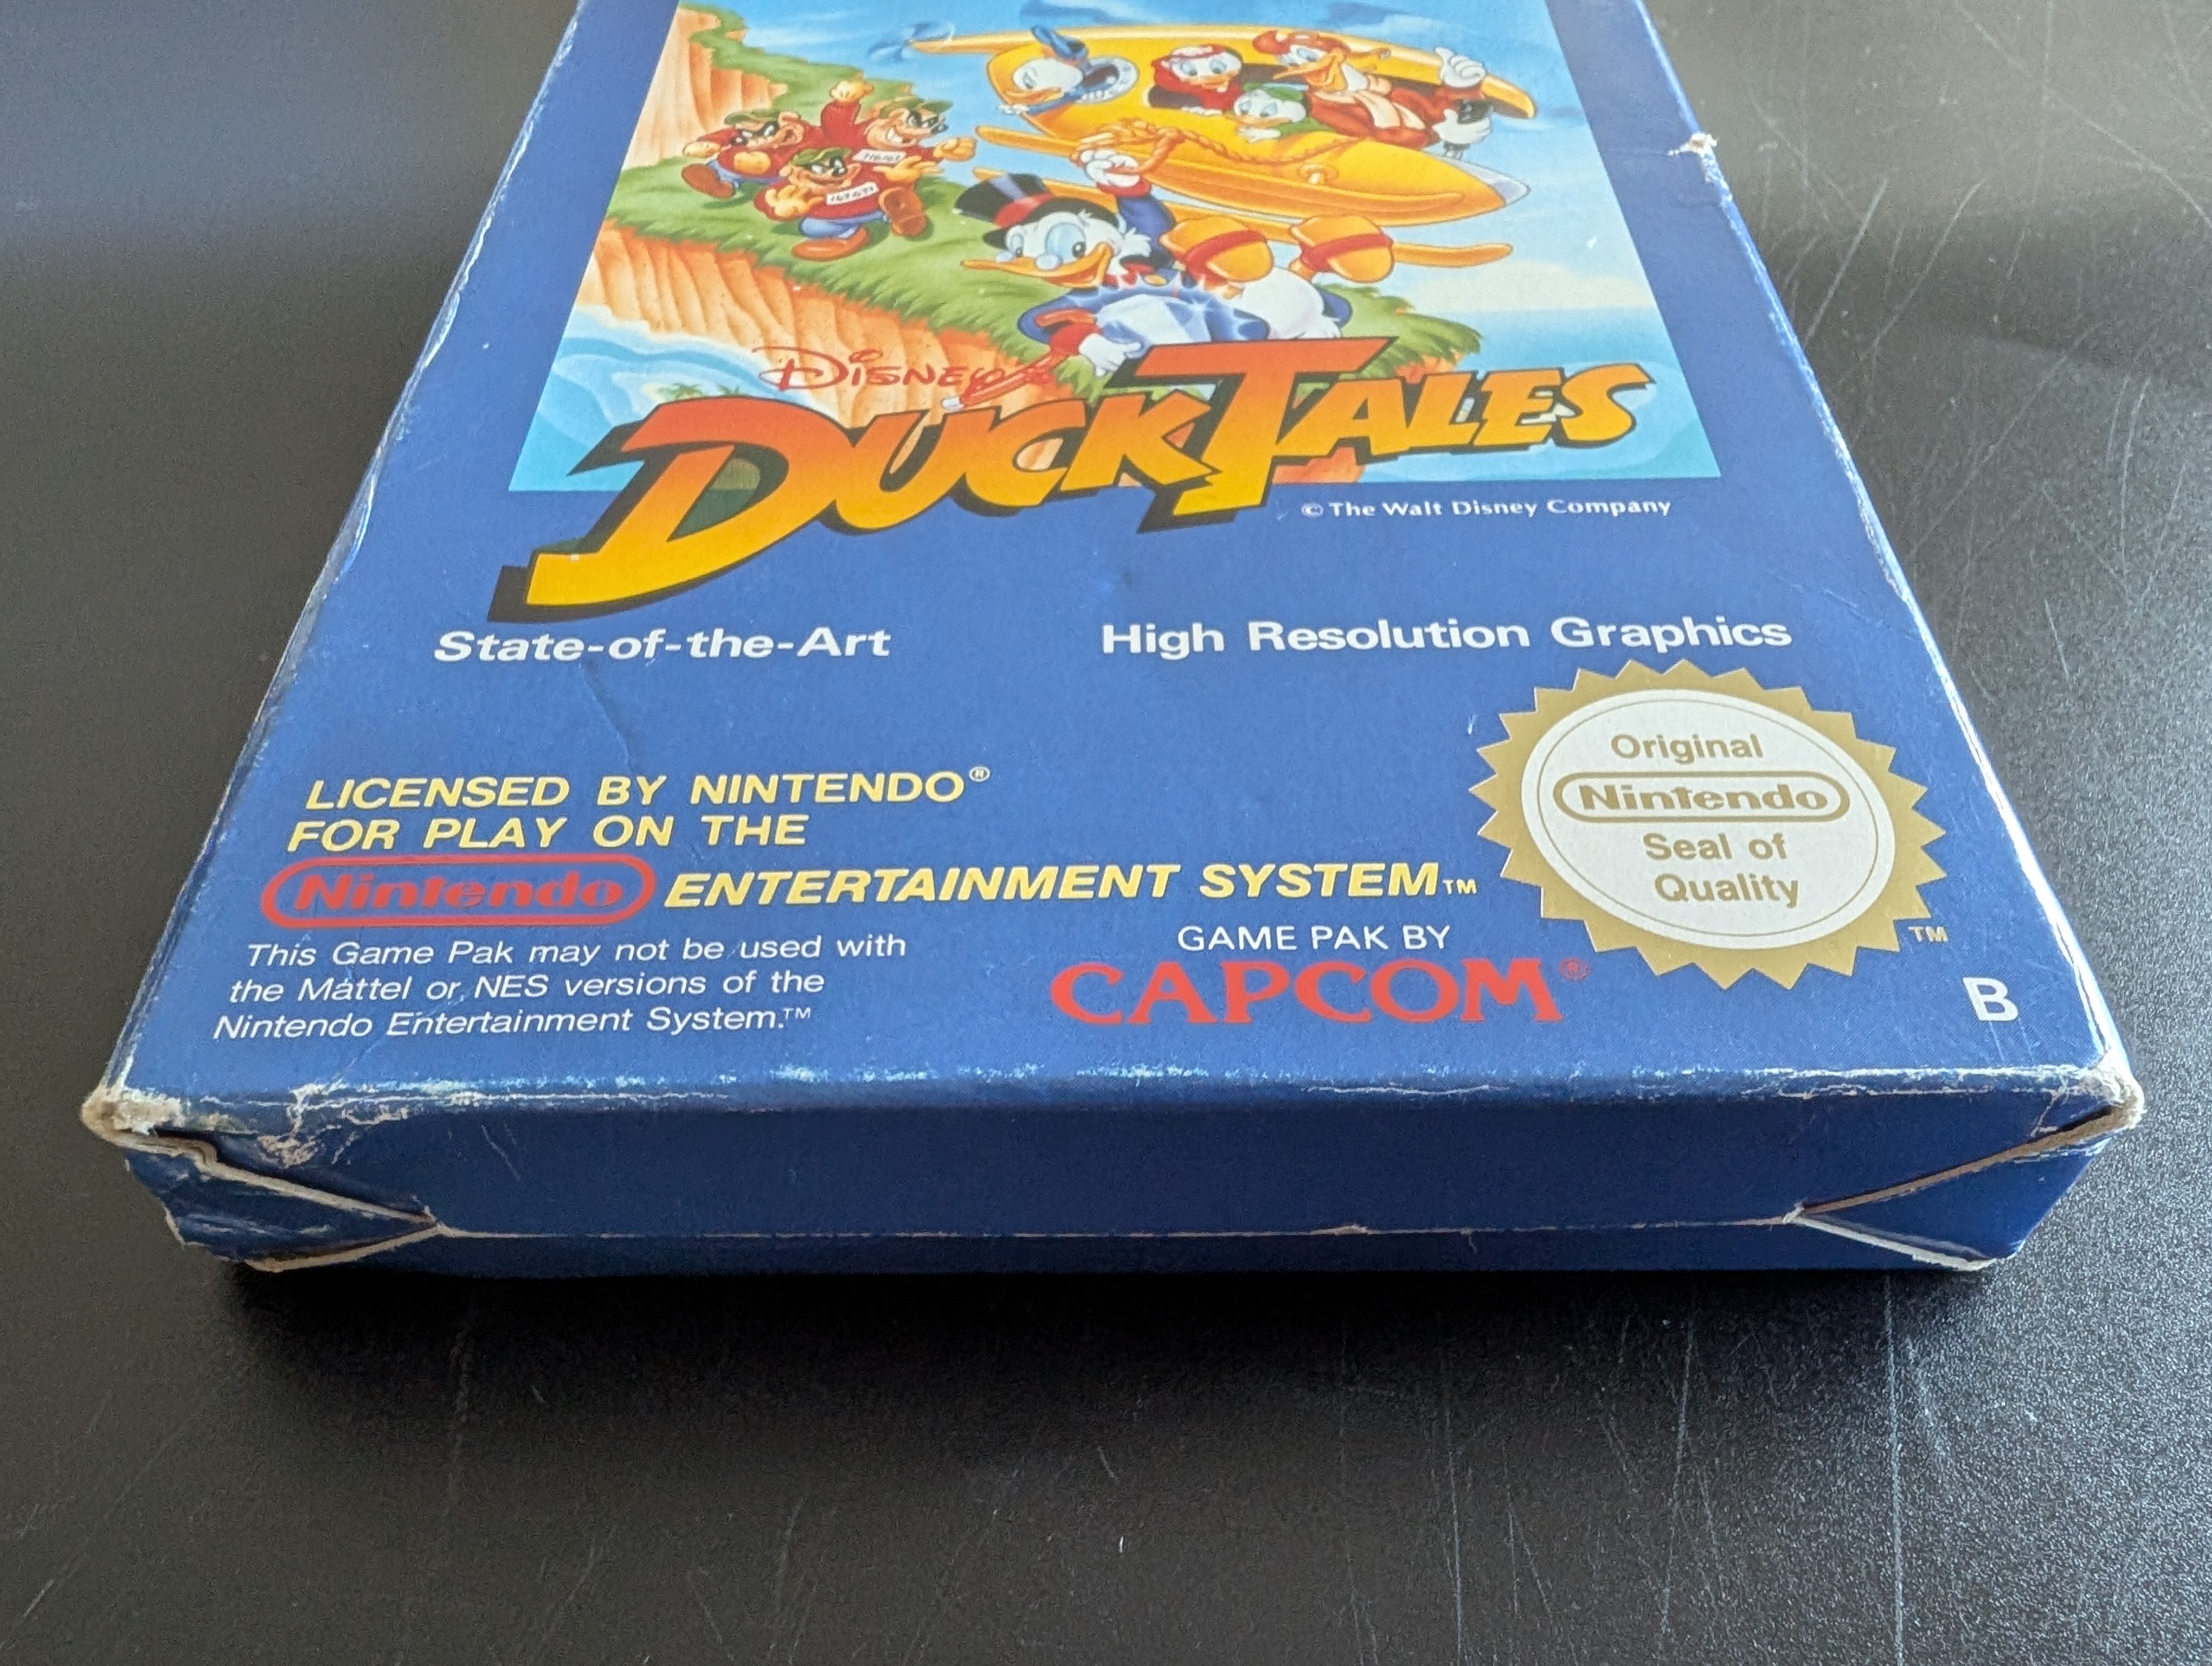 DISNEY'S
DUCKTALES
© The Walt Disney Company
State-of-the-Art
High Resolution Graphics
LICENSED BY NINTENDO®
FOR PLAY ON THE
Nintendo ENTERTAINMENT SYSTEM™
This Game Pak may not be used with
the Mattel or NES versions of the
Nintendo Entertainment System.™
GAME PAK BY
CAPCOM®
Original
Nintendo
Seal of
Quality
TM
B